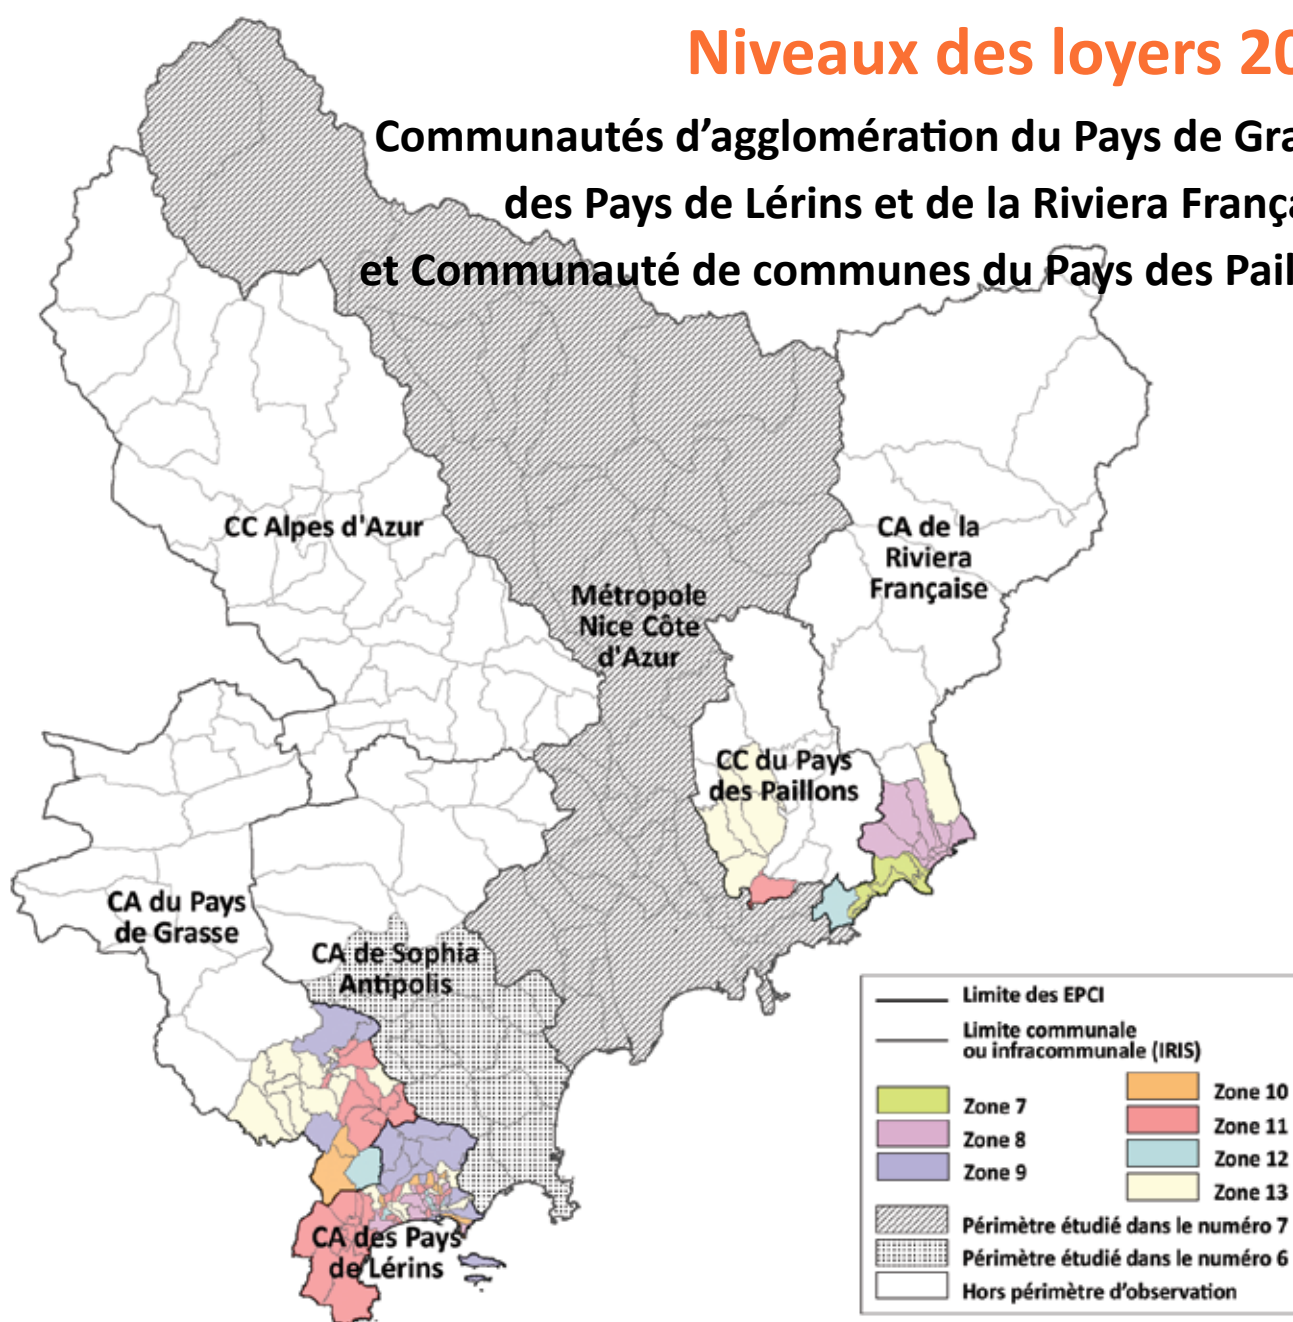 Niveaux des loyers 20
Communautés d’agglomération du Pays de Gra
des Pays de Lérins et de la Riviera França
et Communauté de communes du Pays des Pail
CC Alpes d'Azur
CA de la
Riviera
Française
Métropole
Nice Côte
d'Azur
CC du Pays
des Paillons
CA du Pays
de Grasse
CA de Sophia
Antipolis
CA des Pays
de Lérins
Limite des EPCI
Limite communale
ou infracommunale (IRIS)
Zone 7
Zone 8
Zone 9
Zone 10
Zone 11
Zone 12
Zone 13
Périmètre étudié dans le numéro 7
Périmètre étudié dans le numéro 6
Hors périmètre d’observation